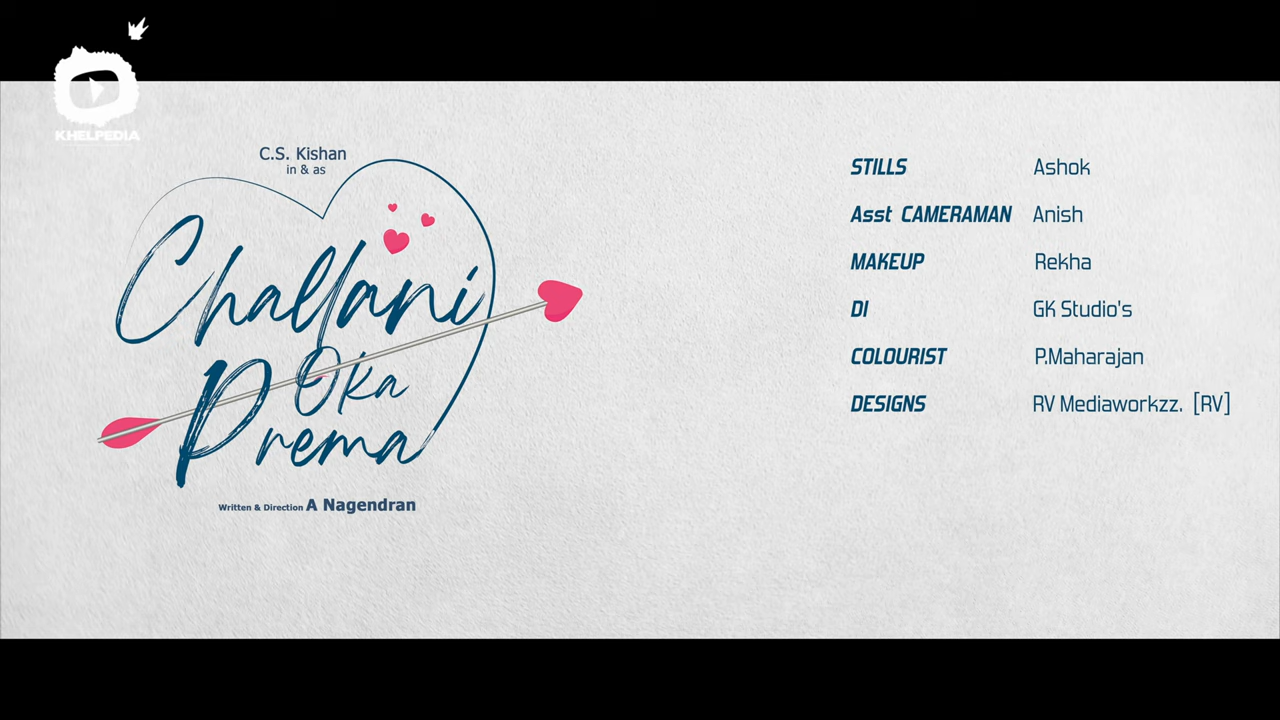 KHELPEDIA
C.S. Kishan
in & as
Challani
Oka
Prema
Written & Direction A Nagendran
STILLS Ashok
Asst CAMERAMAN Anish
MAKEUP Rekha
DI GK Studio's
COLOURIST P.Maharajan
DESIGNS RV Mediaworkzz. [RV]